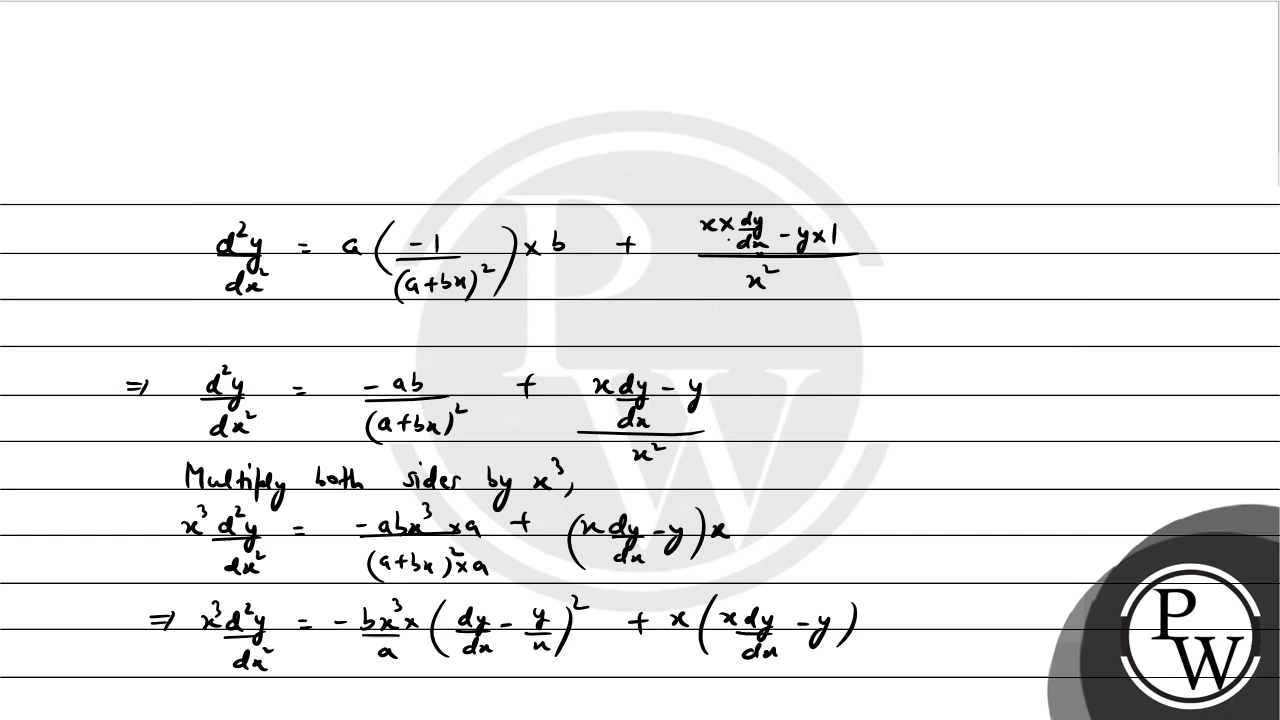 d²y/dx² = a(-1/(a+bx)²)×b + (x×dy/dx - y×1)/x²
⇒ d²y/dx² = -ab/(a+bx)² + (x dy/dx - y)/x²
Multiply both sides by x³,
x³ d²y/dx² = -abx³×a/(a+bx)²×a + (x dy/dx - y)x
⇒ x³ d²y/dx² = - bx³/a × (dy/dx - y/x)² + x(x dy/dx - y)
PW
PW